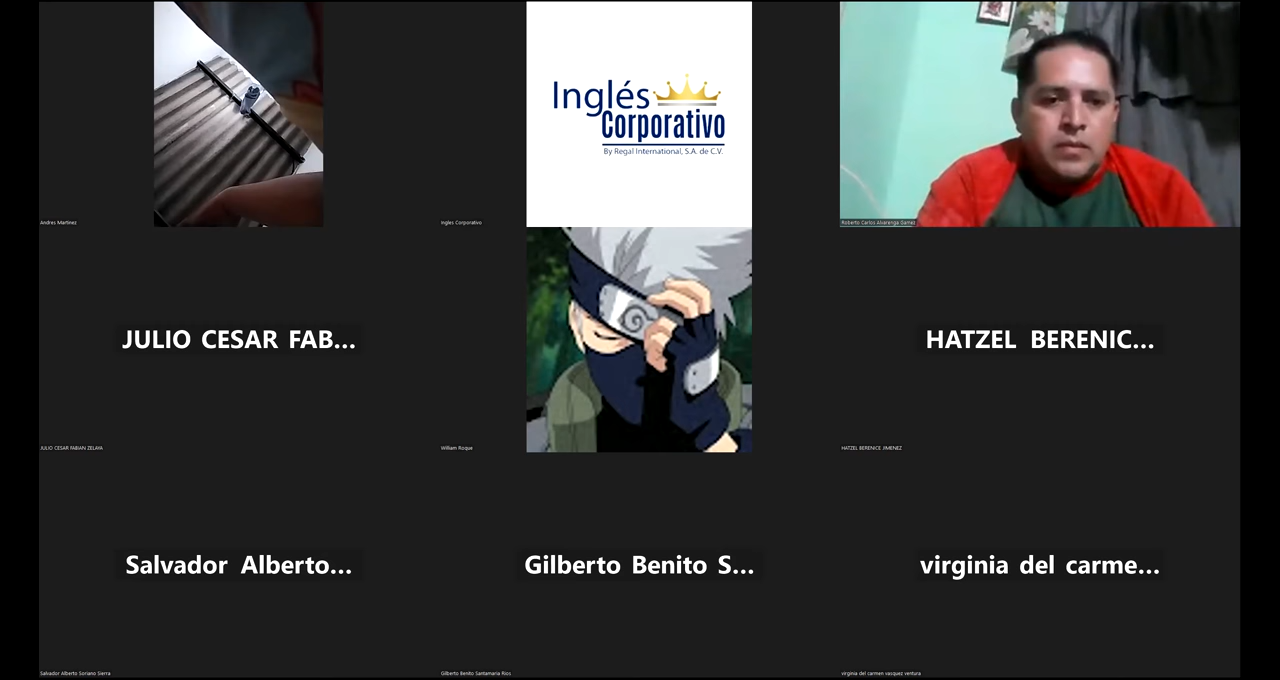 Inglés
Corporativo
By Regal International, S.A. de C.V.
Andres Martinez
Ingles Corporativo
Roberto Carlos Alvarenga Damez
JULIO CESAR FAB...
HATZEL BERENIC...
JULIO CESAR FABIAN ZELAYA
William Roque
HATZEL BERENICE JIMENEZ
Salvador Alberto...
Gilberto Benito S...
virginia del carme...
Salvador Alberto Soriano Sierra
Gilberto Benito Santamaria Rios
virginia del carmen vasquez ventura